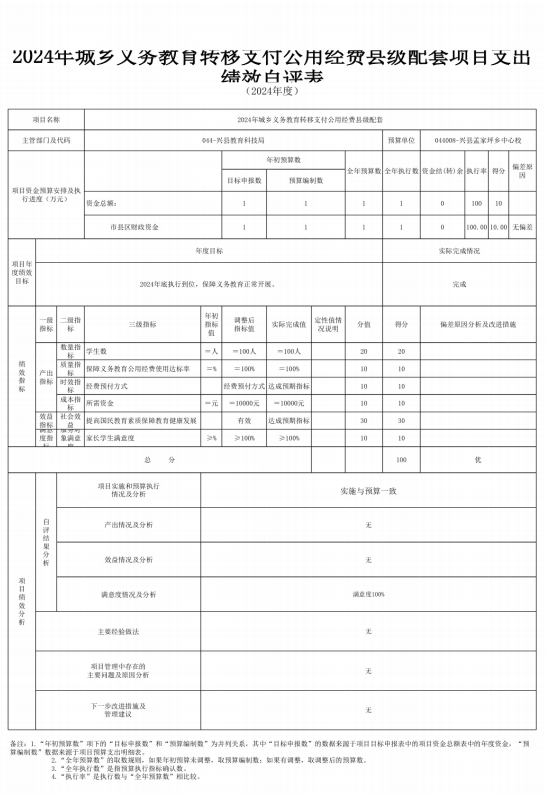 2024年城乡义务教育转移支付公用经费县级配套项目支出
绩效自评表
（2024年度）
项目名称 2024年城乡义务教育转移支付公用经费县级配套
主管部门及代码 044-兴县教育科技局 预算单位 044008-兴县孟家坪乡中心校
项目资金预算安排及执行进度（万元） 年初预算数 全年预算数 全年执行数 资金结(转)余 执行率 得分 偏差原因
目标申报数 预算编制数
资金总额: 1 1 1 1 0 100 10
市县区财政资金 1 1 1 1 0 100.00 10.00 无偏差
项目年度绩效目标 年度目标 实际完成情况
2024年底执行到位，保障义务教育正常开展。 完成
绩效指标 一级指标 二级指标 三级指标 年初指标值 调整后指标值 实际完成值 定性值情况说明 分值 得分 偏差原因分析及改进措施
产出指标 数量指标 学生数 ＝人 ＝100人 ＝100人 20 20
质量指标 保障义务教育公用经费使用达标率 ＝% ＝100% ＝100% 10 10
时效指标 经费预付方式 经费预付方式 达成预期指标 10 10
成本指标 所需资金 ＝元 ＝10000元 ＝10000元 10 10
效益指标 社会效益 提高国民教育素质保障教育健康发展 有效 达成预期指标 30 30
满意度指标 服务对象满意度 家长学生满意度 ≥% ≥100% ≥100% 10 10
总 分 100 优
项目绩效分析 自评结果分析 项目实施和预算执行情况及分析 实施与预算一致
产出情况及分析 无
效益情况及分析 无
满意度情况及分析 满意度100%
主要经验做法 无
项目管理中存在的主要问题及原因分析 无
下一步改进措施及管理建议 无
备注：1.“年初预算数”项下的“目标申报数”和“预算编制数”为并列关系，其中“目标申报数”的数据来源于项目目标申报表中的项目资金总额表中的年度资金，“预
算编制数”数据来源于项目预算支出明细表。
2.“全年预算数”的取数规则，如果年初预算未调整，取预算编制数；如果有调整，取调整后的预算数。
3.“全年执行数”是指预算执行指标确认数。
4.“执行率”是执行数与“全年预算数”相比较。